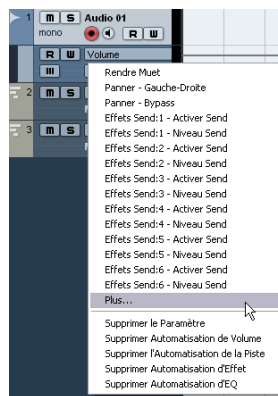 1 M S Audio 01
mono R W
R W Volume
2 M S
3 M S
Rendre Muet
Panner - Gauche-Droite
Panner - Bypass
Effets Send:1 - Activer Send
Effets Send:1 - Niveau Send
Effets Send:2 - Activer Send
Effets Send:2 - Niveau Send
Effets Send:3 - Activer Send
Effets Send:3 - Niveau Send
Effets Send:4 - Activer Send
Effets Send:4 - Niveau Send
Effets Send:5 - Activer Send
Effets Send:5 - Niveau Send
Effets Send:6 - Activer Send
Effets Send:6 - Niveau Send
Plus...
Supprimer le Paramètre
Supprimer Automatisation de Volume
Supprimer l'Automatisation de la Piste
Supprimer Automatisation d'Effet
Supprimer Automatisation d'EQ